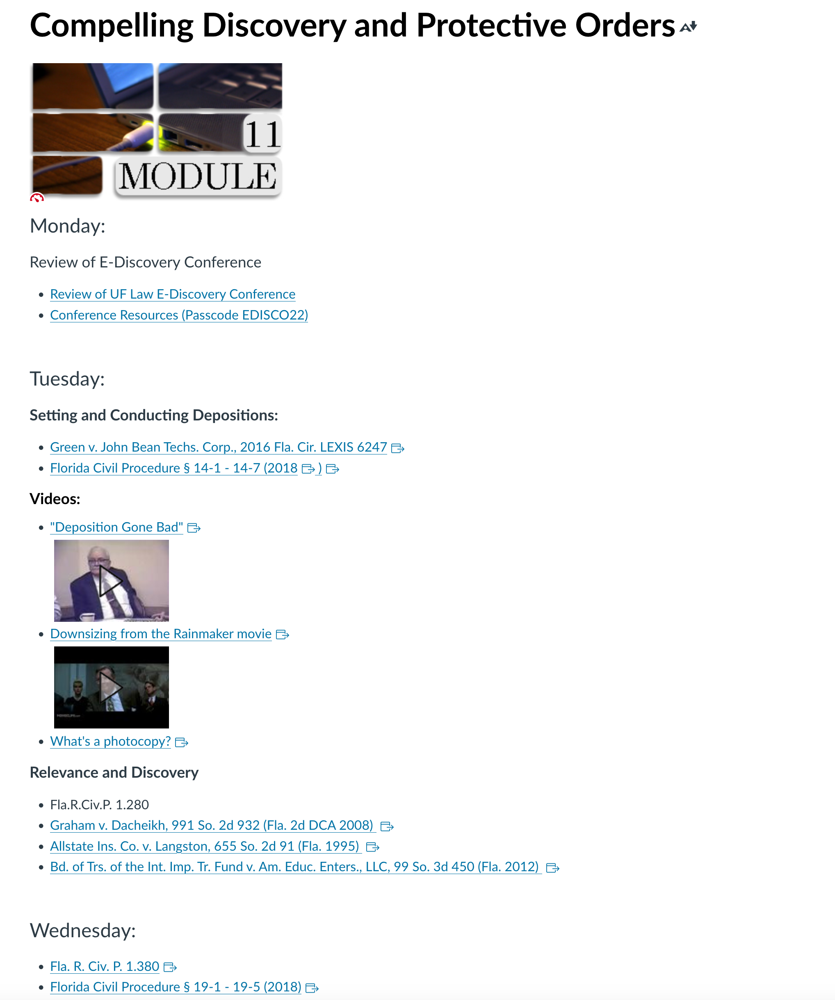 Compelling Discovery and Protective Orders
11
MODULE
Monday:
Review of E-Discovery Conference
Review of UF Law E-Discovery Conference
Conference Resources (Passcode EDISCO22)
Tuesday:
Setting and Conducting Depositions:
Green v. John Bean Techs. Corp., 2016 Fla. Cir. LEXIS 6247
Florida Civil Procedure § 14-1 - 14-7 (2018 )
Videos:
"Deposition Gone Bad"
Downsizing from the Rainmaker movie
What's a photocopy?
Relevance and Discovery
Fla.R.Civ.P. 1.280
Graham v. Dacheikh, 991 So. 2d 932 (Fla. 2d DCA 2008)
Allstate Ins. Co. v. Langston, 655 So. 2d 91 (Fla. 1995)
Bd. of Trs. of the Int. Imp. Tr. Fund v. Am. Educ. Enters., LLC, 99 So. 3d 450 (Fla. 2012)
Wednesday:
Fla. R. Civ. P. 1.380
Florida Civil Procedure § 19-1 - 19-5 (2018)